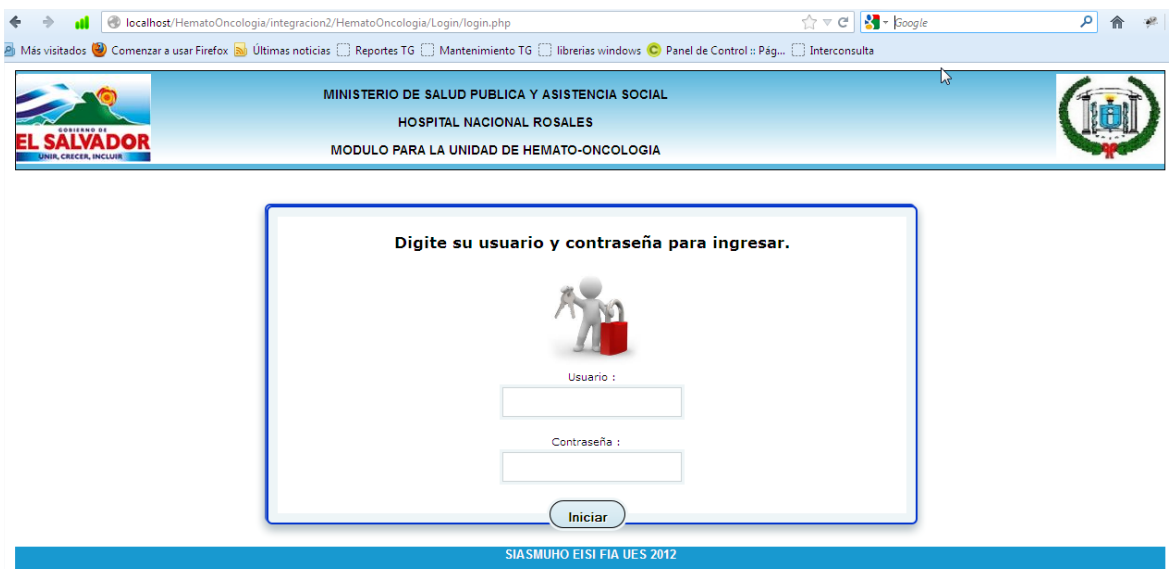 localhost/HematoOncologia/integracion2/HematoOncologia/Login/login.php Google
Más visitados Comenzar a usar Firefox Últimas noticias Reportes TG Mantenimiento TG librerias windows Panel de Control :: Pág... Interconsulta
GOBIERNO DE
EL SALVADOR
UNIR, CRECER, INCLUIR
MINISTERIO DE SALUD PUBLICA Y ASISTENCIA SOCIAL
HOSPITAL NACIONAL ROSALES
MODULO PARA LA UNIDAD DE HEMATO-ONCOLOGIA
Digite su usuario y contraseña para ingresar.
Usuario :
Contraseña :
Iniciar
SIASMUHO EISI FIA UES 2012